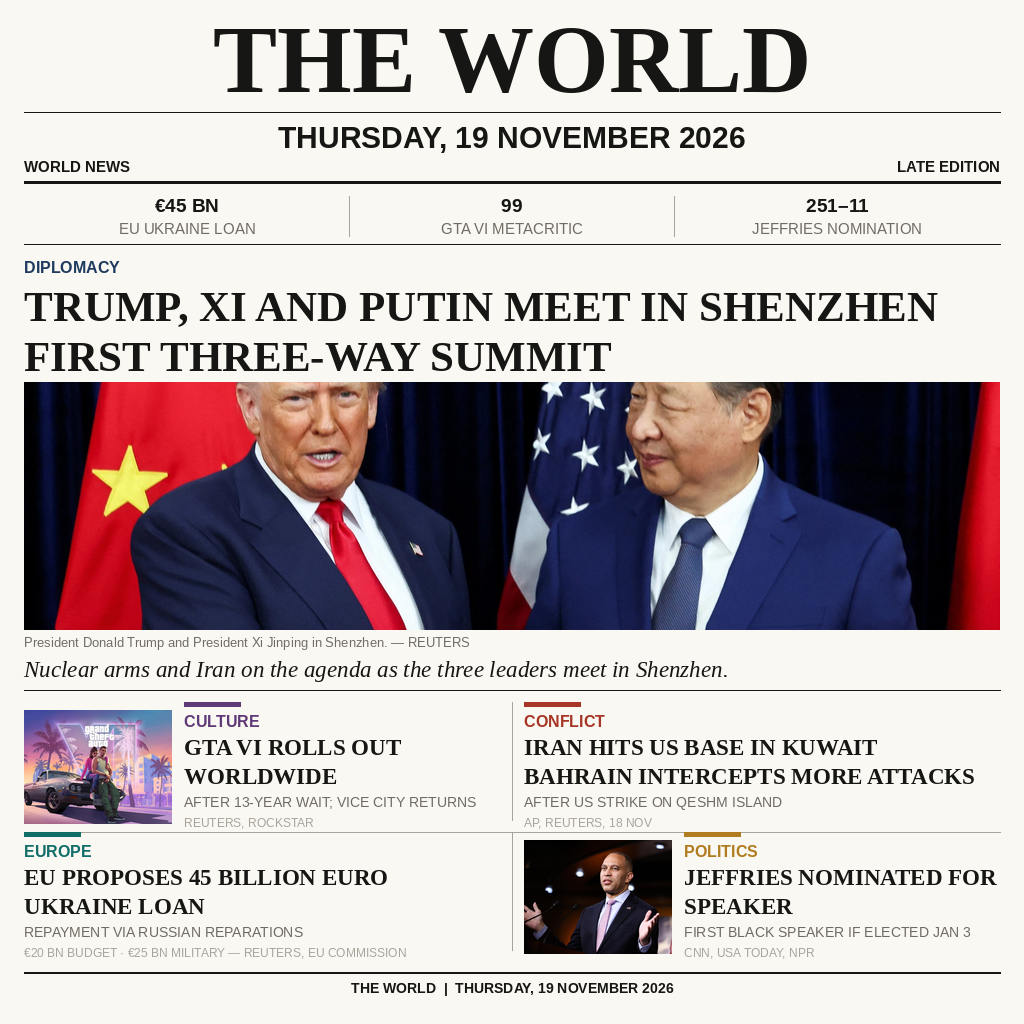 THE WORLD
THURSDAY, 19 NOVEMBER 2026
WORLD NEWS
LATE EDITION
€45 BN
EU UKRAINE LOAN
99
GTA VI METACRITIC
251–11
JEFFRIES NOMINATION
DIPLOMACY
TRUMP, XI AND PUTIN MEET IN SHENZHEN
FIRST THREE-WAY SUMMIT
President Donald Trump and President Xi Jinping in Shenzhen. — REUTERS
Nuclear arms and Iran on the agenda as the three leaders meet in Shenzhen.
grand
theft
auto
CULTURE
GTA VI ROLLS OUT
WORLDWIDE
AFTER 13-YEAR WAIT; VICE CITY RETURNS
REUTERS, ROCKSTAR
CONFLICT
IRAN HITS US BASE IN KUWAIT
BAHRAIN INTERCEPTS MORE ATTACKS
AFTER US STRIKE ON QESHM ISLAND
AP, REUTERS, 18 NOV
EUROPE
EU PROPOSES 45 BILLION EURO
UKRAINE LOAN
REPAYMENT VIA RUSSIAN REPARATIONS
€20 BN BUDGET · €25 BN MILITARY — REUTERS, EU COMMISSION
POLITICS
JEFFRIES NOMINATED FOR
SPEAKER
FIRST BLACK SPEAKER IF ELECTED JAN 3
CNN, USA TODAY, NPR
THE WORLD | THURSDAY, 19 NOVEMBER 2026